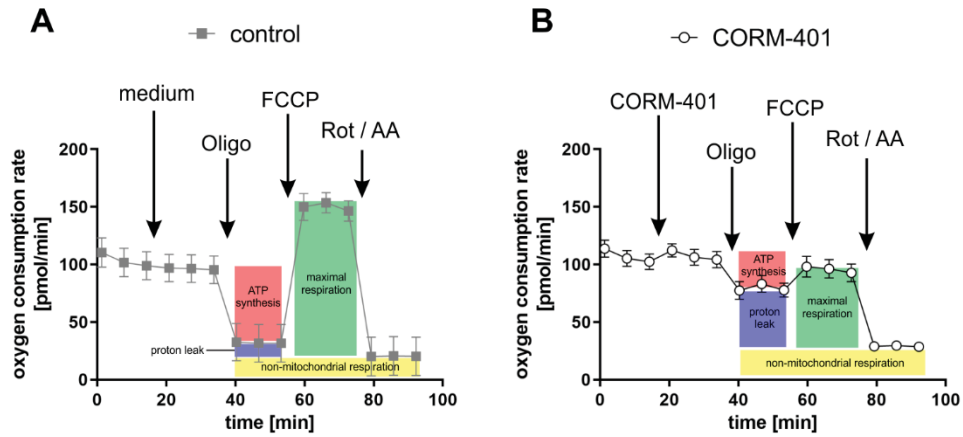 A
control
medium
FCCP
Oligo
Rot / AA
oxygen consumption rate
[pmol/min]
200
150
100
50
0
ATP
synthesis
proton leak
maximal
respiration
non-mitochondrial respiration
0 20 40 60 80 100
time [min]
B
CORM-401
CORM-401
FCCP
Oligo
Rot / AA
oxygen consumption rate
[pmol/min]
200
150
100
50
0
ATP
synthesis
proton
leak
maximal
respiration
non-mitochondrial respiration
0 20 40 60 80 100
time [min]